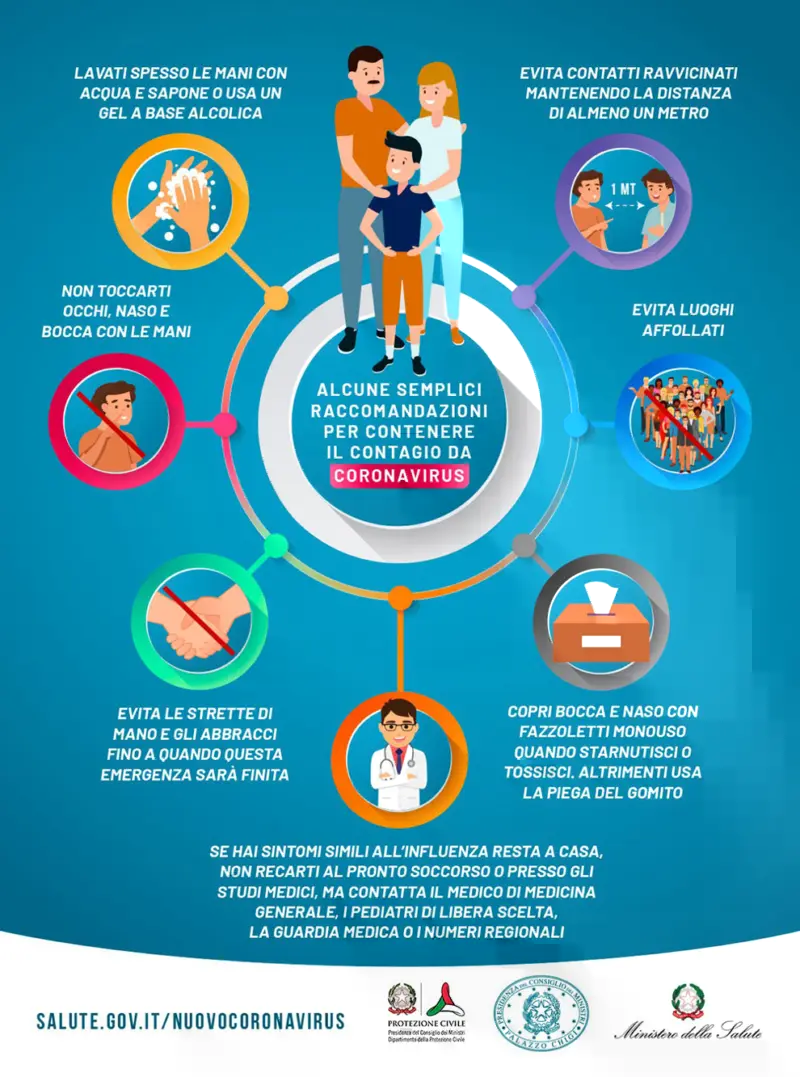 LAVATI SPESSO LE MANI CON
ACQUA E SAPONE O USA UN
GEL A BASE ALCOLICA
EVITA CONTATTI RAVVICINATI
MANTENENDO LA DISTANZA
DI ALMENO UN METRO
1 MT
NON TOCCARTI
OCCHI, NASO E
BOCCA CON LE MANI
EVITA LUOGHI
AFFOLLATI
ALCUNE SEMPLICI
RACCOMANDAZIONI
PER CONTENERE
IL CONTAGIO DA
CORONAVIRUS
EVITA LE STRETTE DI
MANO E GLI ABBRACCI
FINO A QUANDO QUESTA
EMERGENZA SARÀ FINITA
COPRI BOCCA E NASO CON
FAZZOLETTI MONOUSO
QUANDO STARNUTISCI O
TOSSISCI. ALTRIMENTI USA
LA PIEGA DEL GOMITO
SE HAI SINTOMI SIMILI ALL'INFLUENZA RESTA A CASA,
NON RECARTI AL PRONTO SOCCORSO O PRESSO GLI
STUDI MEDICI, MA CONTATTA IL MEDICO DI MEDICINA
GENERALE, I PEDIATRI DI LIBERA SCELTA,
LA GUARDIA MEDICA O I NUMERI REGIONALI
SALUTE.GOV.IT/NUOVOCORONAVIRUS
PROTEZIONE CIVILE
Presidenza del Consiglio dei Ministri
Dipartimento della Protezione Civile
PRESIDENZA DEL CONSIGLIO DEI MINISTRI
PALAZZO CHIGI
Ministero della Salute